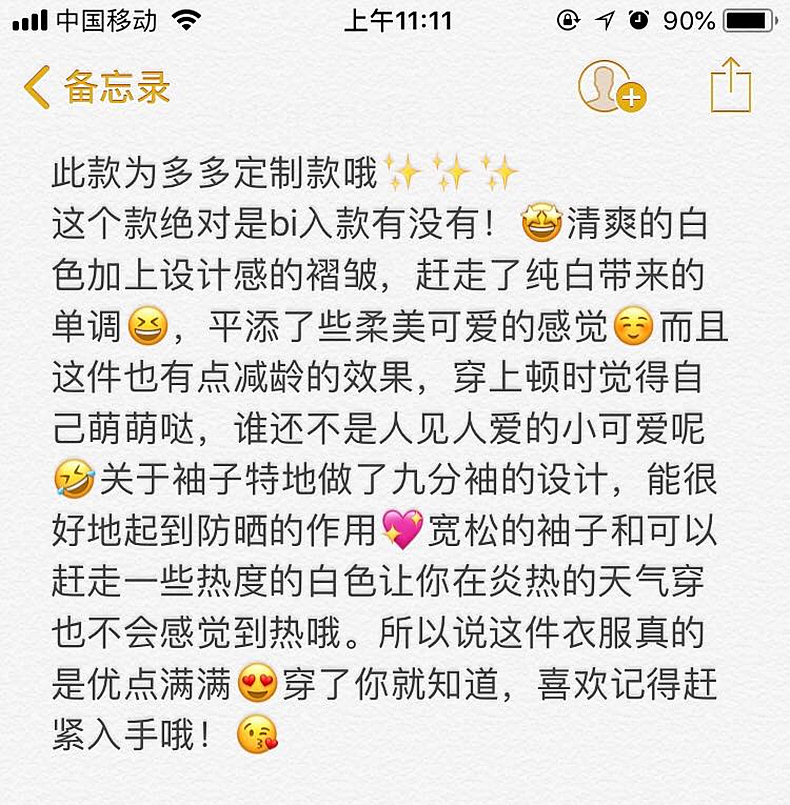 中国移动 上午11:11 90%
备忘录
此款为多多定制款哦✨✨✨
这个款绝对是bi入款有没有！🤩清爽的白
色加上设计感的褶皱，赶走了纯白带来的
单调😆，平添了些柔美可爱的感觉☺️而且
这件也有点减龄的效果，穿上顿时觉得自
己萌萌哒，谁还不是人见人爱的小可爱呢
🤣关于袖子特地做了九分袖的设计，能很
好地起到防晒的作用💖宽松的袖子和可以
赶走一些热度的白色让你在炎热的天气穿
也不会感觉到热哦。所以说这件衣服真的
是优点满满😍穿了你就知道，喜欢记得赶
紧入手哦！😘